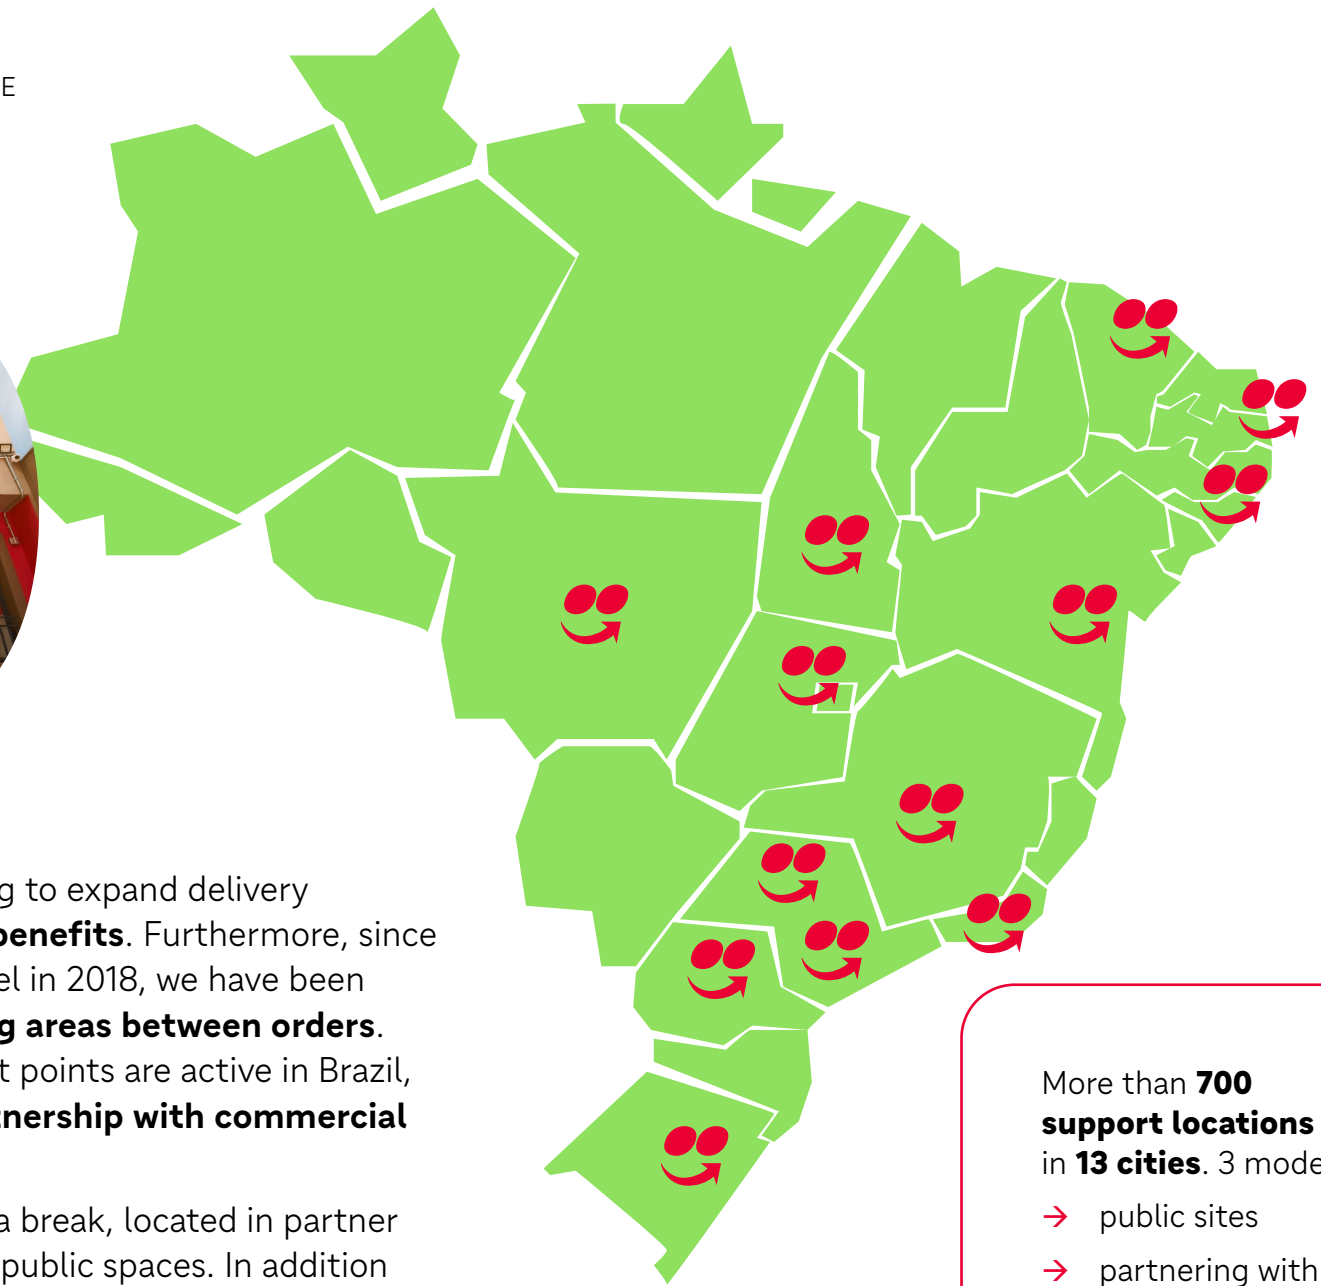 E
g to expand delivery
benefits. Furthermore, since
el in 2018, we have been
g areas between orders.
t points are active in Brazil,
tnership with commercial
a break, located in partner
public spaces. In addition
More than 700
support locations
in 13 cities. 3 mode
→ public sites
→ partnering with